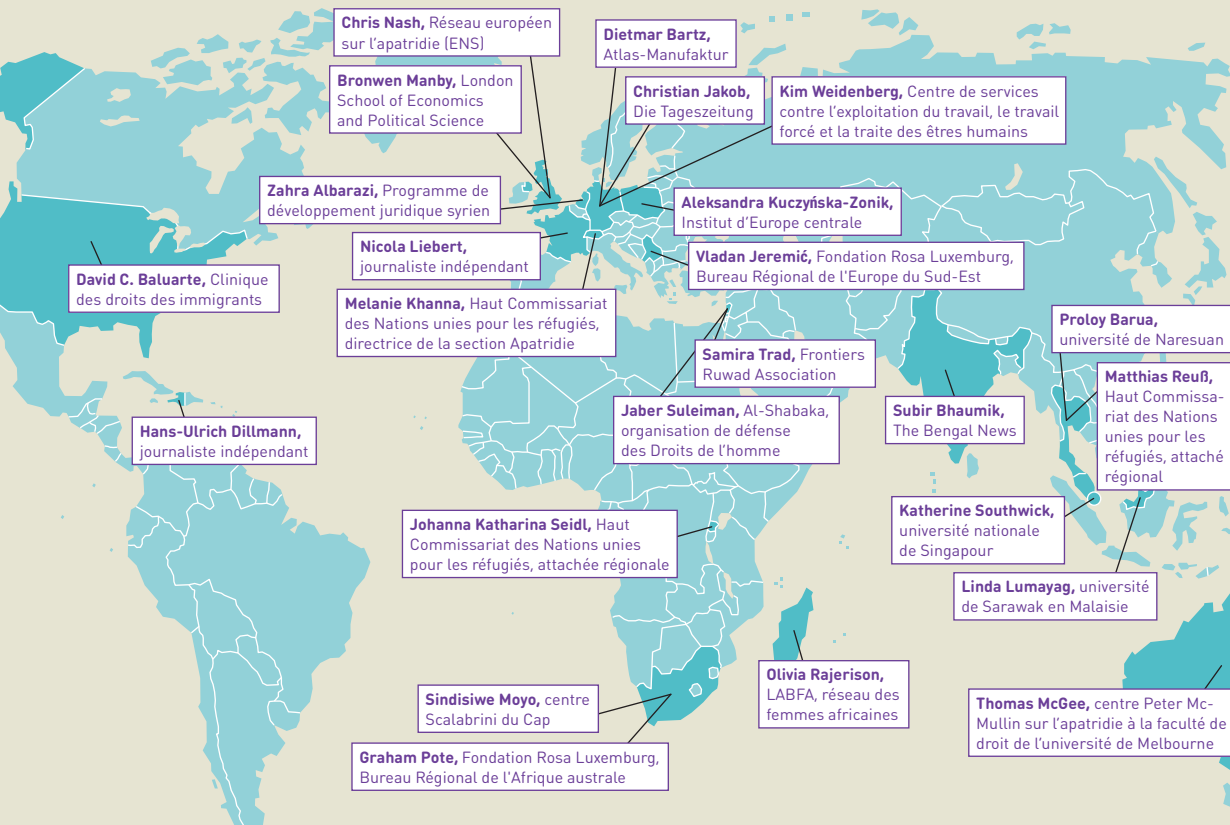 Chris Nash, Réseau européen
sur l'apatridie (ENS)
Dietmar Bartz,
Atlas-Manufaktur
Bronwen Manby, London
School of Economics
and Political Science
Christian Jakob,
Die Tageszeitung
Kim Weidenberg, Centre de services
contre l'exploitation du travail, le travail
forcé et la traite des êtres humains
Zahra Albarazi, Programme de
développement juridique syrien
Aleksandra Kuczyńska-Zonik,
Institut d'Europe centrale
Nicola Liebert,
journaliste indépendant
Vladan Jeremić, Fondation Rosa Luxemburg,
Bureau Régional de l'Europe du Sud-Est
David C. Baluarte, Clinique
des droits des immigrants
Melanie Khanna, Haut Commissariat
des Nations unies pour les réfugiés,
directrice de la section Apatridie
Proloy Barua,
université de Naresuan
Samira Trad, Frontiers
Ruwad Association
Matthias Reuß,
Haut Commissa-
riat des Nations
unies pour les
réfugiés, attaché
régional
Jaber Suleiman, Al-Shabaka,
organisation de défense
des Droits de l'homme
Subir Bhaumik,
The Bengal News
Hans-Ulrich Dillmann,
journaliste indépendant
Katherine Southwick,
université nationale
de Singapour
Johanna Katharina Seidl, Haut
Commissariat des Nations unies
pour les réfugiés, attachée régionale
Linda Lumayag, université
de Sarawak en Malaisie
Olivia Rajerison,
LABFA, réseau des
femmes africaines
Sindisiwe Moyo, centre
Scalabrini du Cap
Thomas McGee, centre Peter Mc-
Mullin sur l'apatridie à la faculté de
droit de l'université de Melbourne
Graham Pote, Fondation Rosa Luxemburg,
Bureau Régional de l'Afrique australe